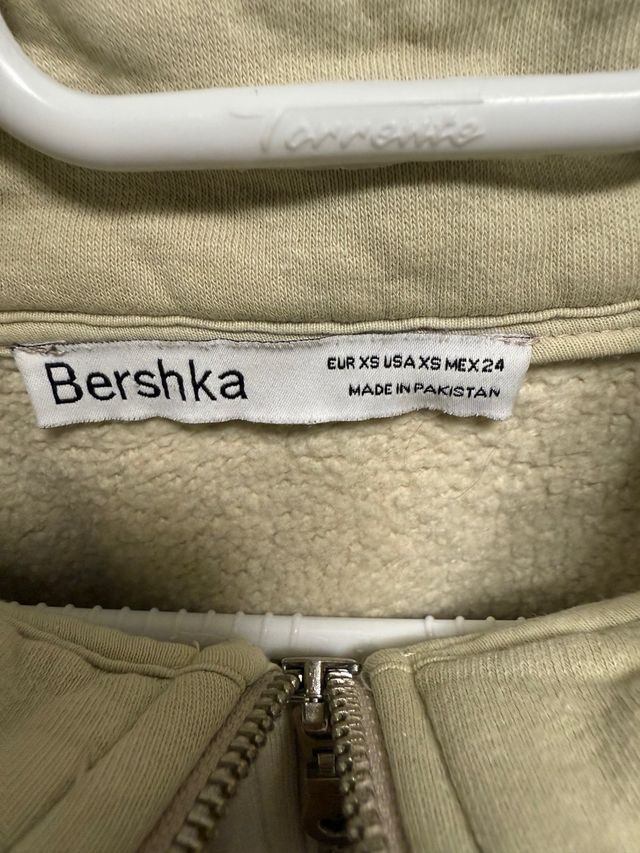 Torrente
Bershka
EUR XS USA XS MEX 24
MADE IN PAKISTAN